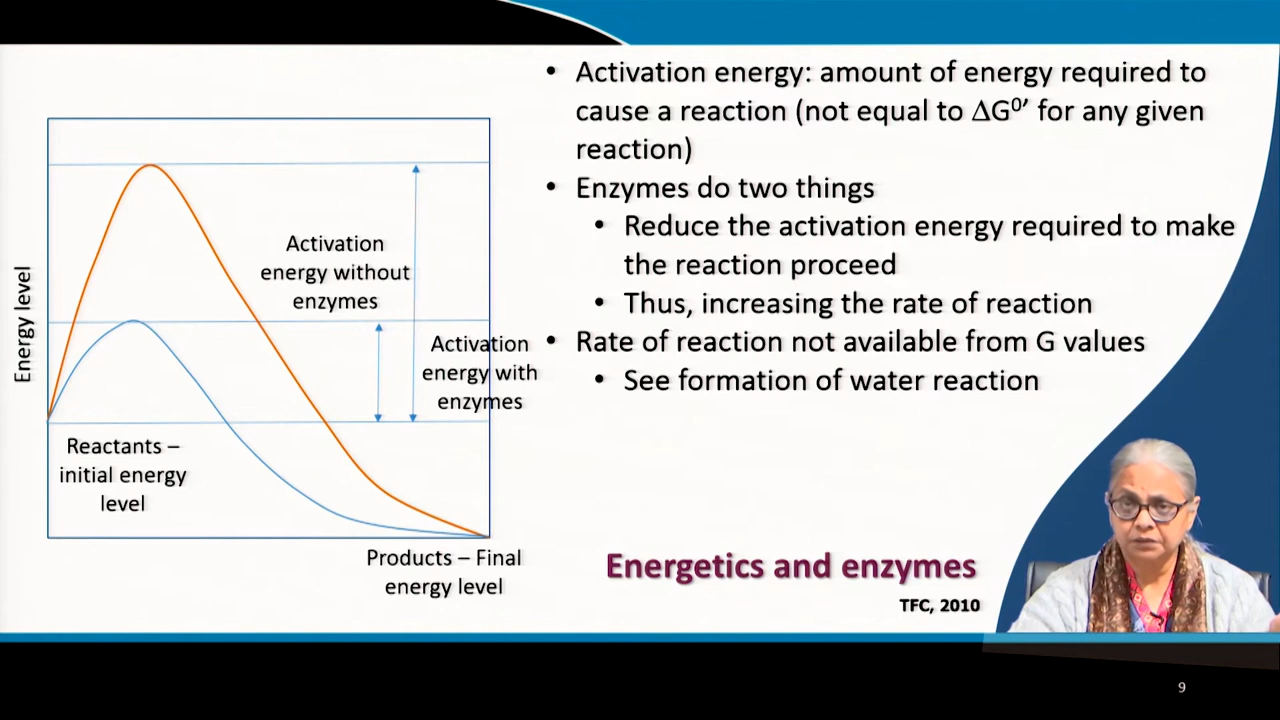 • Activation energy: amount of energy required to
cause a reaction (not equal to ΔG⁰′ for any given
reaction)
• Enzymes do two things
• Reduce the activation energy required to make
the reaction proceed
• Thus, increasing the rate of reaction
• Rate of reaction not available from G values
• See formation of water reaction
Energy level
Activation
energy without
enzymes
Activation
energy with
enzymes
Reactants –
initial energy
level
Products – Final
energy level
Energetics and enzymes
TFC, 2010
9